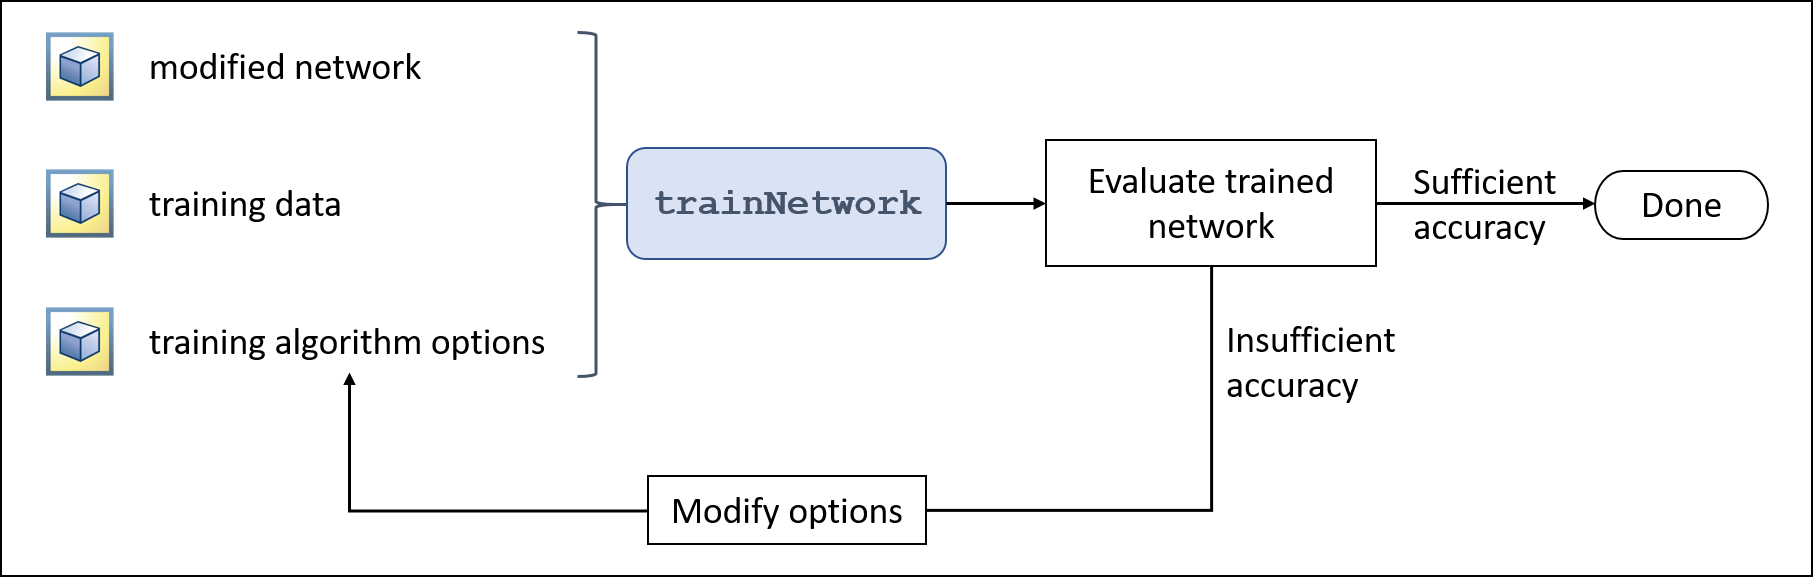 modified network
training data
training algorithm options
trainNetwork
Evaluate trained
network
Sufficient
accuracy
Done
Insufficient
accuracy
Modify options